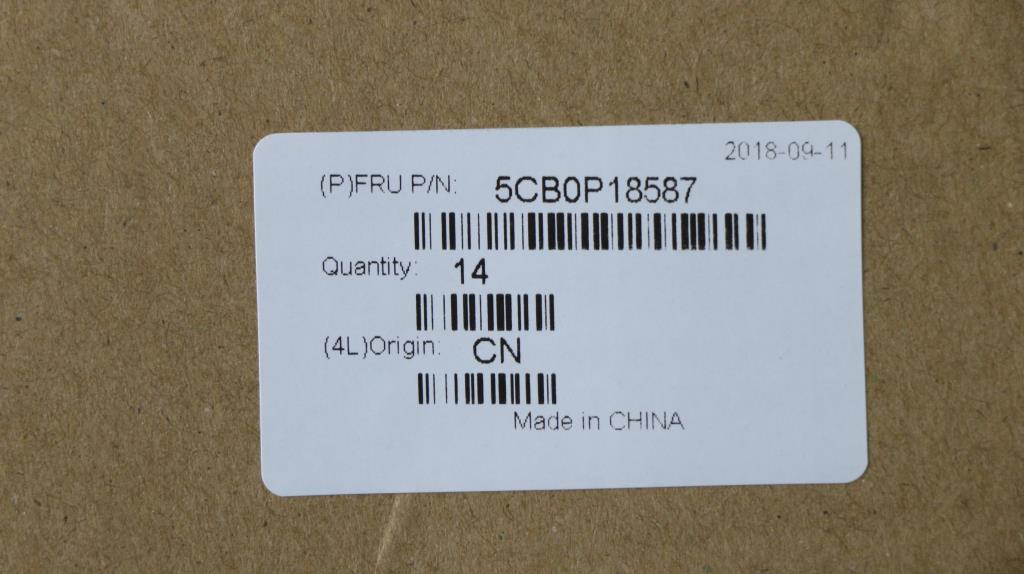 2018-09-11
(P)FRU P/N: 5CB0P18587
Quantity: 14
(4L)Origin: CN
Made in CHINA